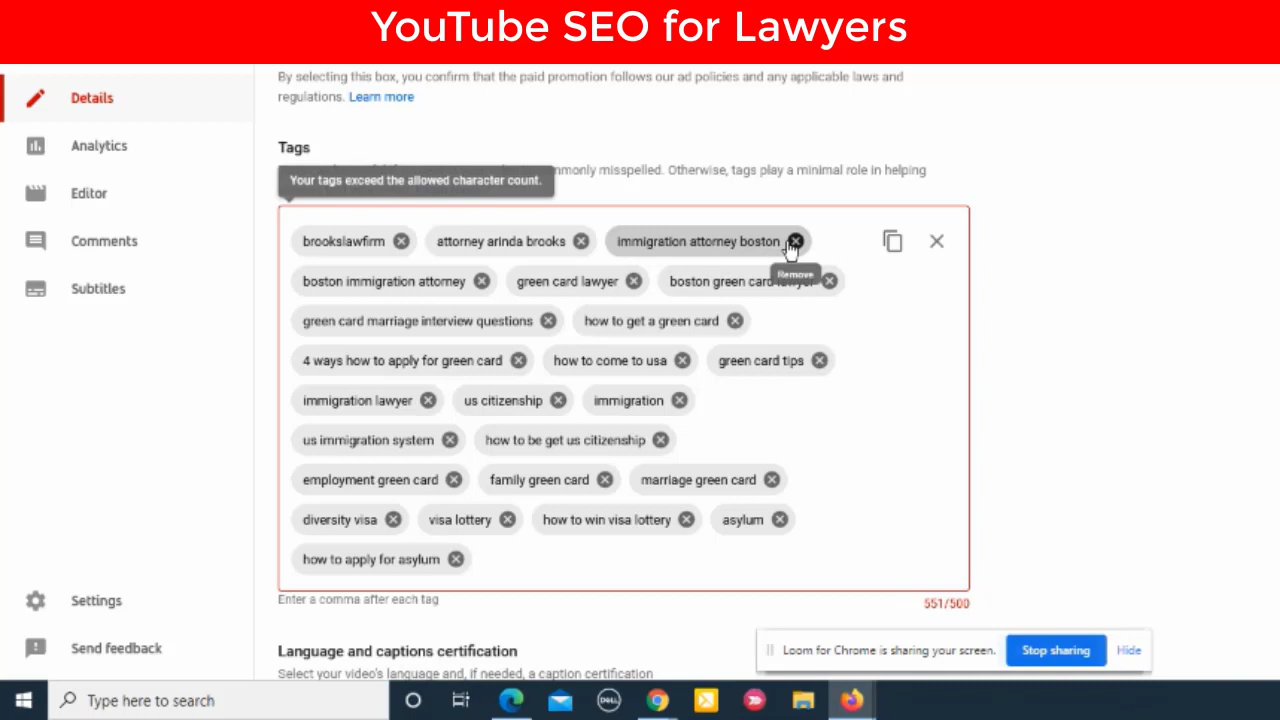 YouTube SEO for Lawyers
By selecting this box, you confirm that the paid promotion follows our ad policies and any applicable laws and
regulations. Learn more
Details
Analytics
Editor
Comments
Subtitles
Settings
Send feedback
Tags
mmonly misspelled. Otherwise, tags play a minimal role in helping
Your tags exceed the allowed character count.
brookslawfirm attorney arinda brooks immigration attorney boston
Remove
boston immigration attorney green card lawyer boston green card lawyer
green card marriage interview questions how to get a green card
4 ways how to apply for green card how to come to usa green card tips
immigration lawyer us citizenship immigration
us immigration system how to be get us citizenship
employment green card family green card marriage green card
diversity visa visa lottery how to win visa lottery asylum
how to apply for asylum
Enter a comma after each tag
551/500
Language and captions certification
Select your video's language and, if needed, a caption certification
Loom for Chrome is sharing your screen. Stop sharing Hide
Type here to search
DELL